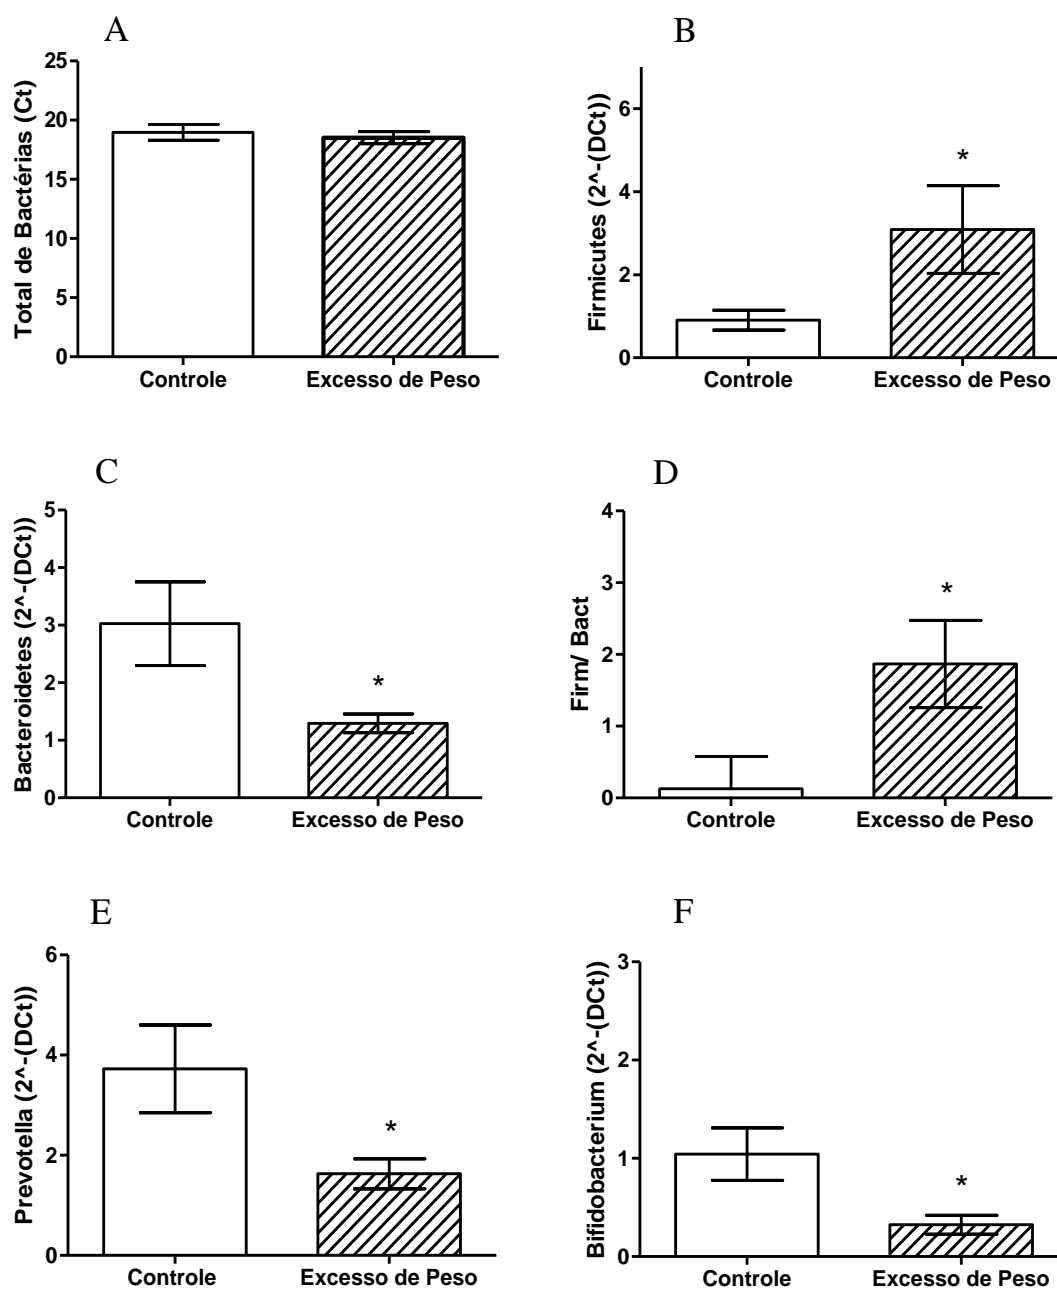 A
Total de Bactérias (Ct)
25
20
15
10
5
0
Controle
Excesso de Peso
B
Firmicutes (2^-(DCt))
6
4
2
0
*
Controle
Excesso de Peso
C
Bacteroidetes (2^-(DCt))
5
4
3
2
1
0
*
Controle
Excesso de Peso
D
Firm/ Bact
4
3
2
1
0
*
Controle
Excesso de Peso
E
Prevotella (2^-(DCt))
6
4
2
0
*
Controle
Excesso de Peso
F
Bifidobacterium (2^-(DCt))
3
2
1
0
*
Controle
Excesso de Peso